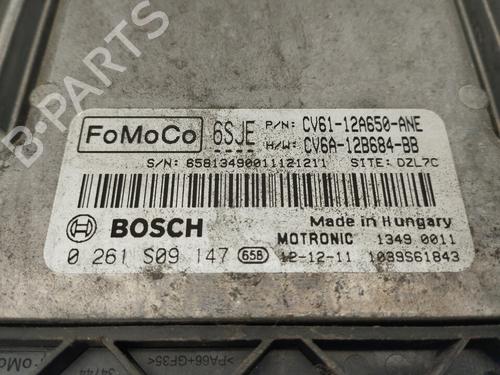 FoMoCo 6SJE P/N: CV61-12A650-ANE
H/W: CV6A-12B684-BB
S/N: 65813490011121211 SITE: DZL7C
BOSCH Made in Hungary
MOTRONIC 1349 0011
0 261 S09 147 658 12-12-11 1039S61843
B-PARTS
>PA66+GF35<